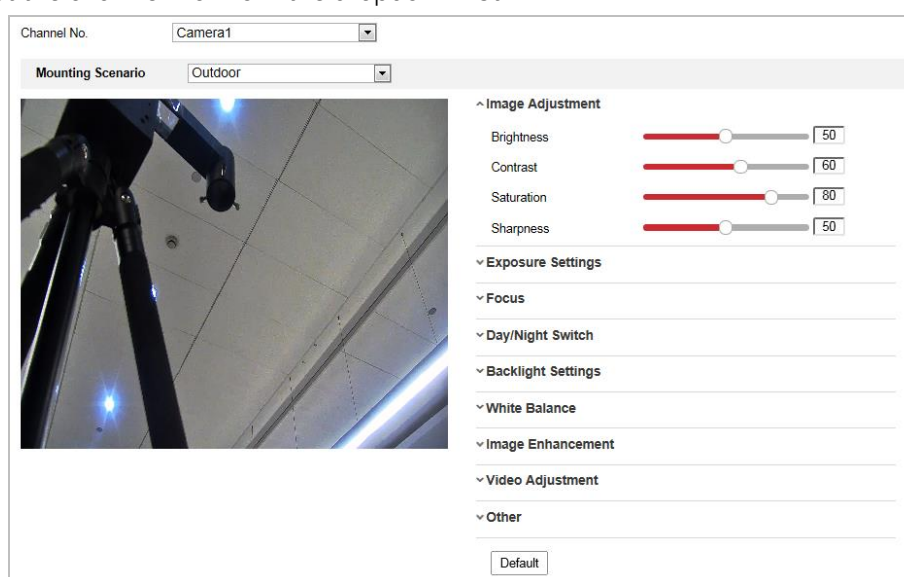 Channel No. Camera1
Mounting Scenario Outdoor
Image Adjustment
Brightness 50
Contrast 60
Saturation 80
Sharpness 50
Exposure Settings
Focus
Day/Night Switch
Backlight Settings
White Balance
Image Enhancement
Video Adjustment
Other
Default